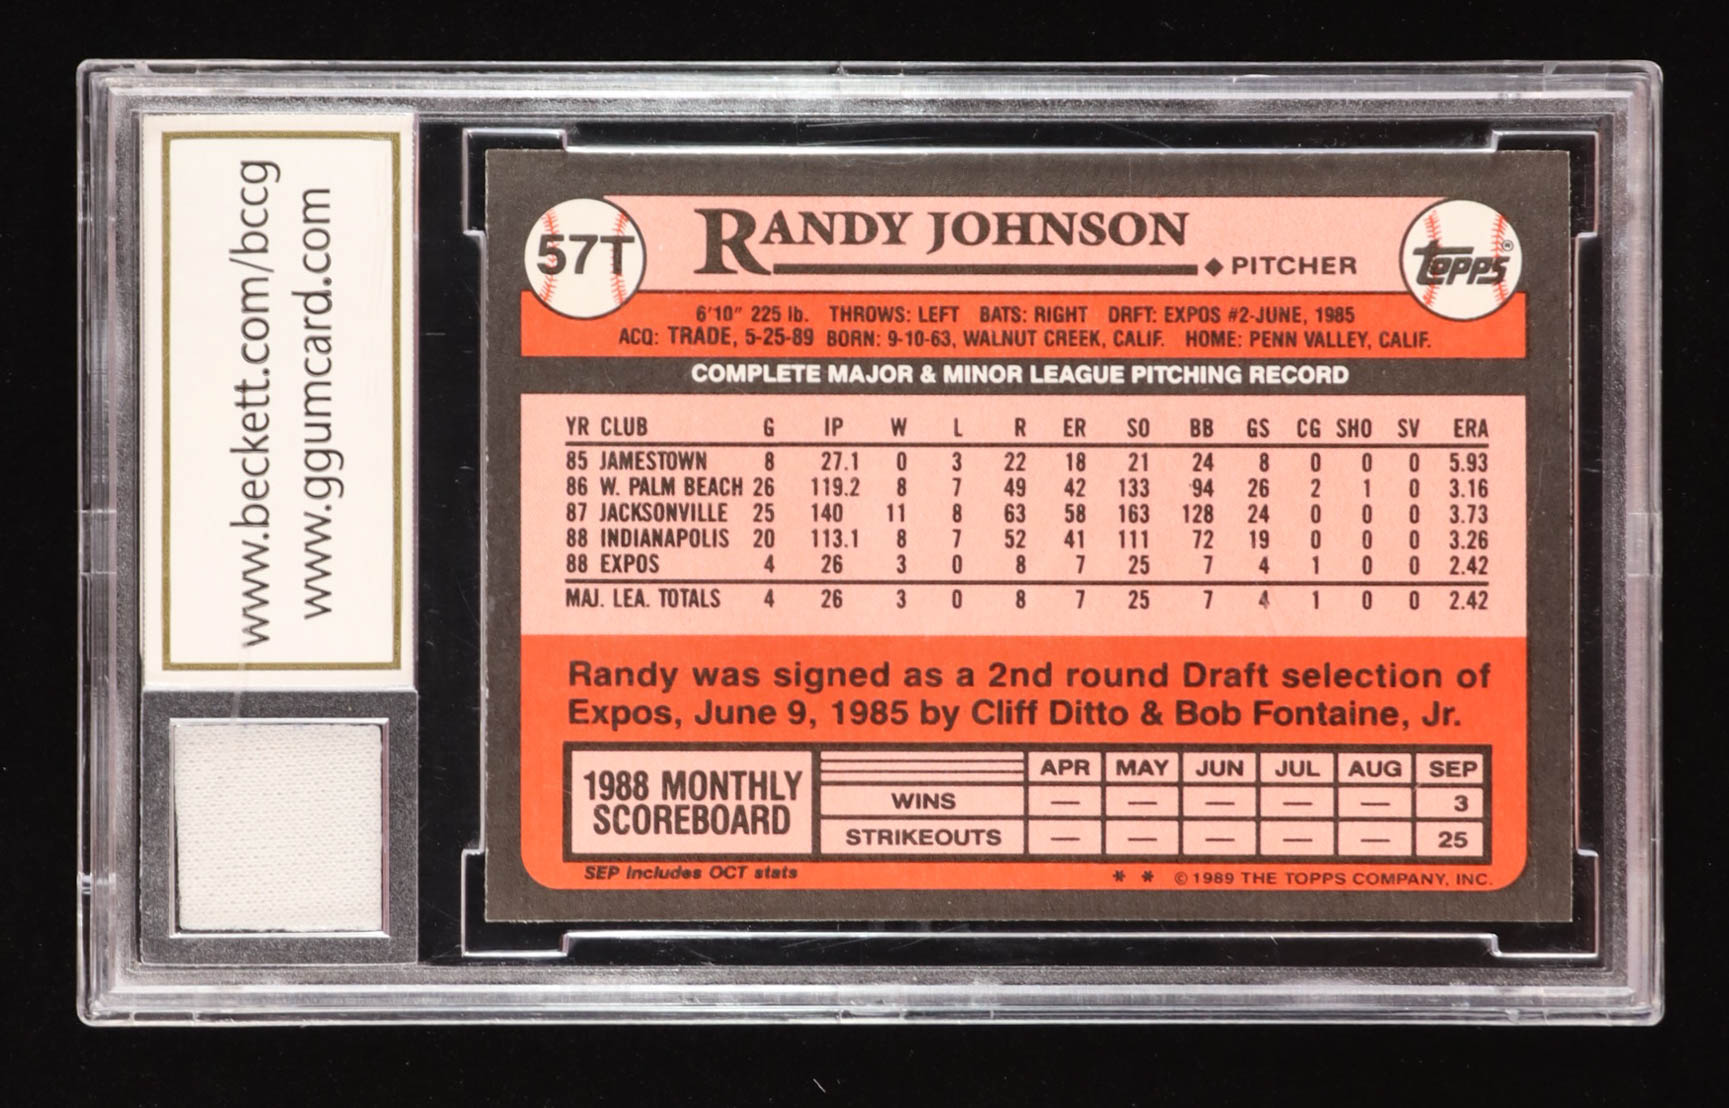 www.beckett.com/bccg
www.ggumcard.com
57T
RANDY JOHNSON
◆ PITCHER
TOPPS®
6'10" 225 lb. THROWS: LEFT BATS: RIGHT DRFT: EXPOS #2-JUNE, 1985
ACQ: TRADE, 5-25-89 BORN: 9-10-63, WALNUT CREEK, CALIF. HOME: PENN VALLEY, CALIF.
COMPLETE MAJOR & MINOR LEAGUE PITCHING RECORD
YR CLUB G IP W L R ER SO BB GS CG SHO SV ERA
85 JAMESTOWN 8 27.1 0 3 22 18 21 24 8 0 0 0 5.93
86 W. PALM BEACH 26 119.2 8 7 49 42 133 94 26 2 1 0 3.16
87 JACKSONVILLE 25 140 11 8 63 58 163 128 24 0 0 0 3.73
88 INDIANAPOLIS 20 113.1 8 7 52 41 111 72 19 0 0 0 3.26
88 EXPOS 4 26 3 0 8 7 25 7 4 1 0 0 2.42
MAJ. LEA. TOTALS 4 26 3 0 8 7 25 7 4 1 0 0 2.42
Randy was signed as a 2nd round Draft selection of
Expos, June 9, 1985 by Cliff Ditto & Bob Fontaine, Jr.
1988 MONTHLY
SCOREBOARD
APR MAY JUN JUL AUG SEP
WINS — — — — — 3
STRIKEOUTS — — — — — 25
SEP includes OCT stats
* * © 1989 THE TOPPS COMPANY, INC.